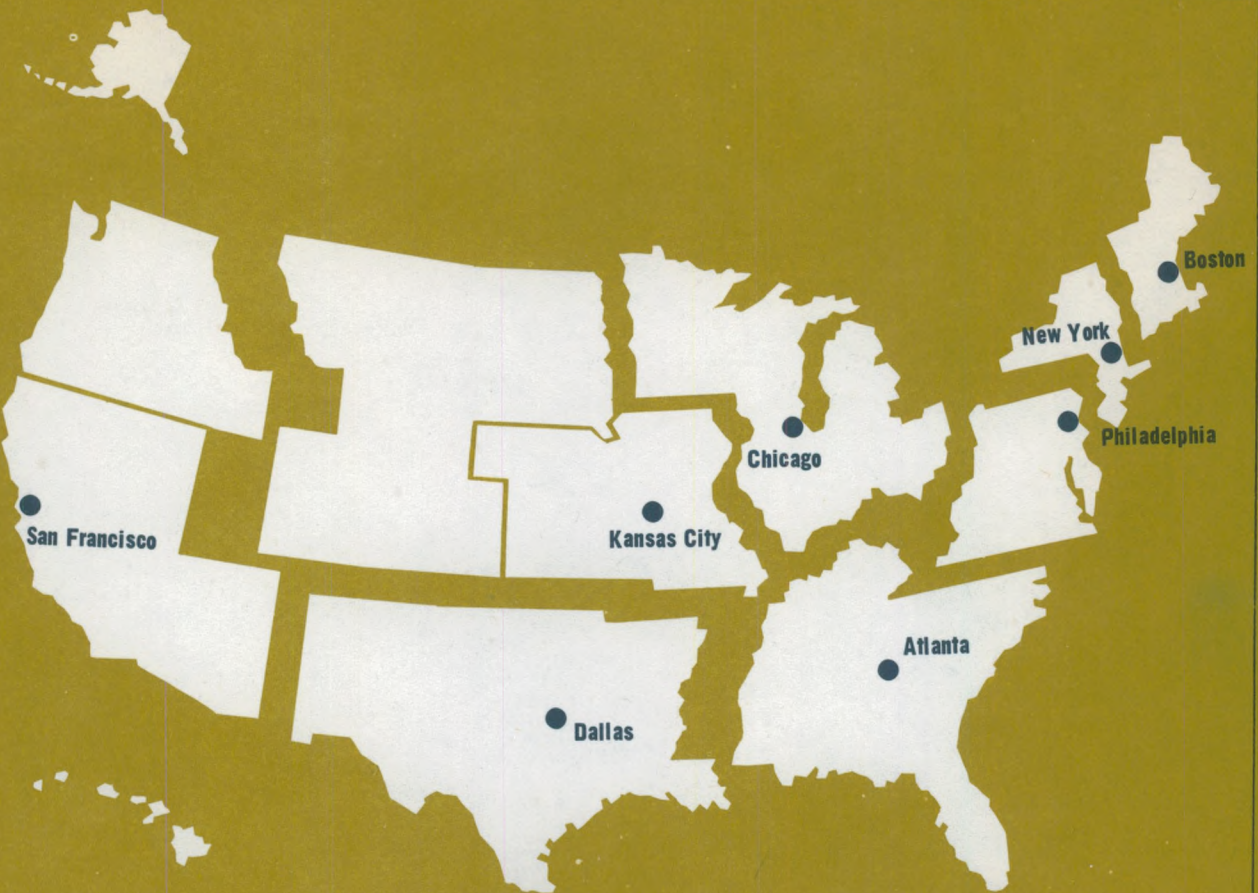 Boston
New York
Philadelphia
Chicago
San Francisco
Kansas City
Atlanta
Dallas